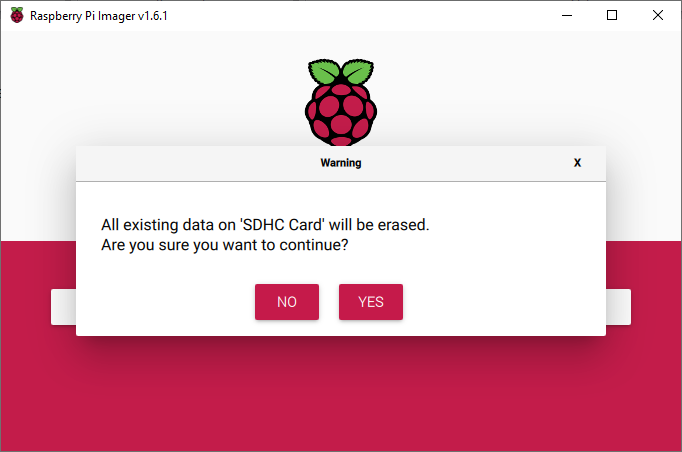 Raspberry Pi Imager v1.6.1
Warning
X
All existing data on 'SDHC Card' will be erased.
Are you sure you want to continue?
NO
YES